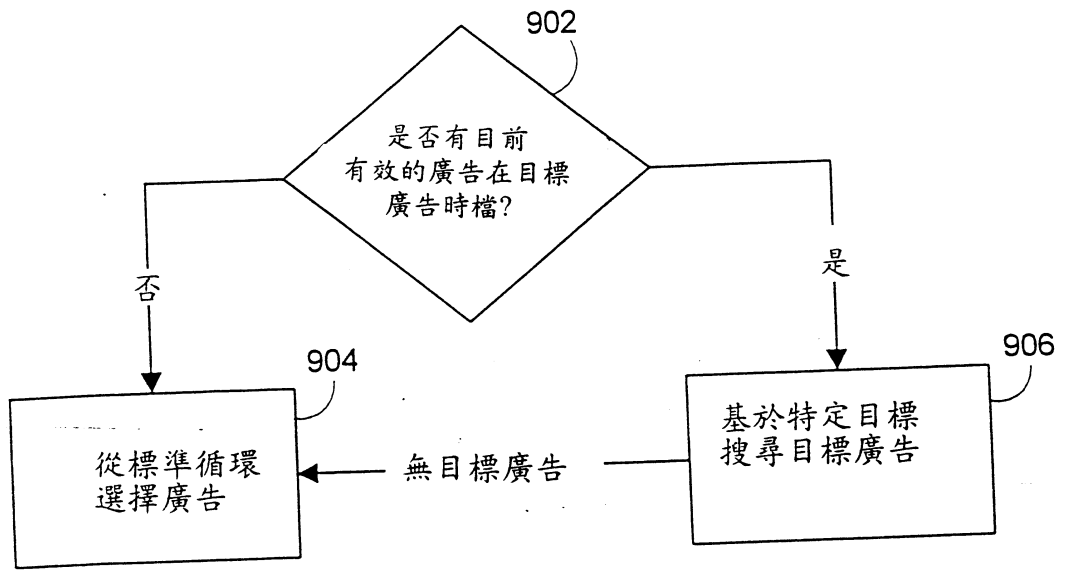 902
是否有目前
有效的廣告在目標
廣告時檔?
否
是
904
906
從標準循環
選擇廣告
無目標廣告
基於特定目標
搜尋目標廣告